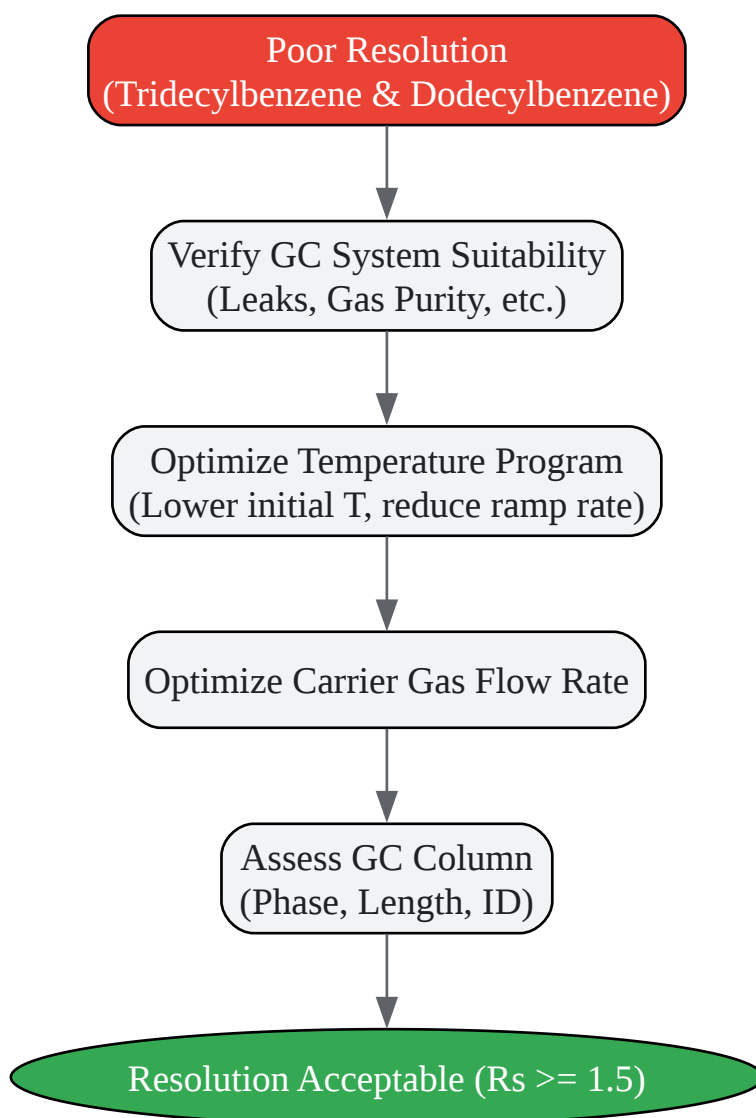 Poor Resolution
(Tridecylbenzene & Dodecylbenzene)
Verify GC System Suitability
(Leaks, Gas Purity, etc.)
Optimize Temperature Program
(Lower initial T, reduce ramp rate)
Optimize Carrier Gas Flow Rate
Assess GC Column
(Phase, Length, ID)
Resolution Acceptable (Rs >= 1.5)